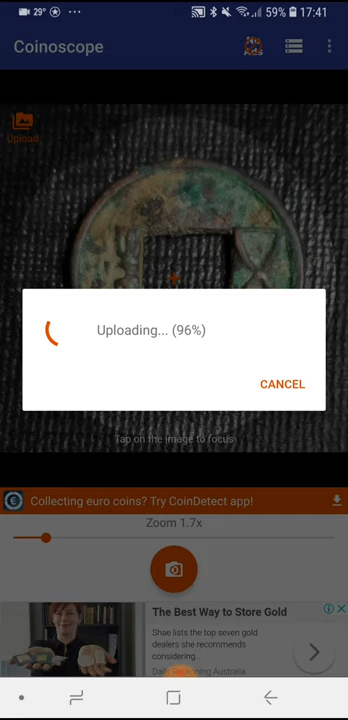 29° 59% 17:41
Coinoscope
No Ads
Upload
Uploading... (96%)
CANCEL
Tap on the image to focus
Collecting euro coins? Try CoinDetect app!
Zoom 1.7x
The Best Way to Store Gold
Shae lists the top seven gold
dealers she recommends
considering...
Daily Reckoning Australia